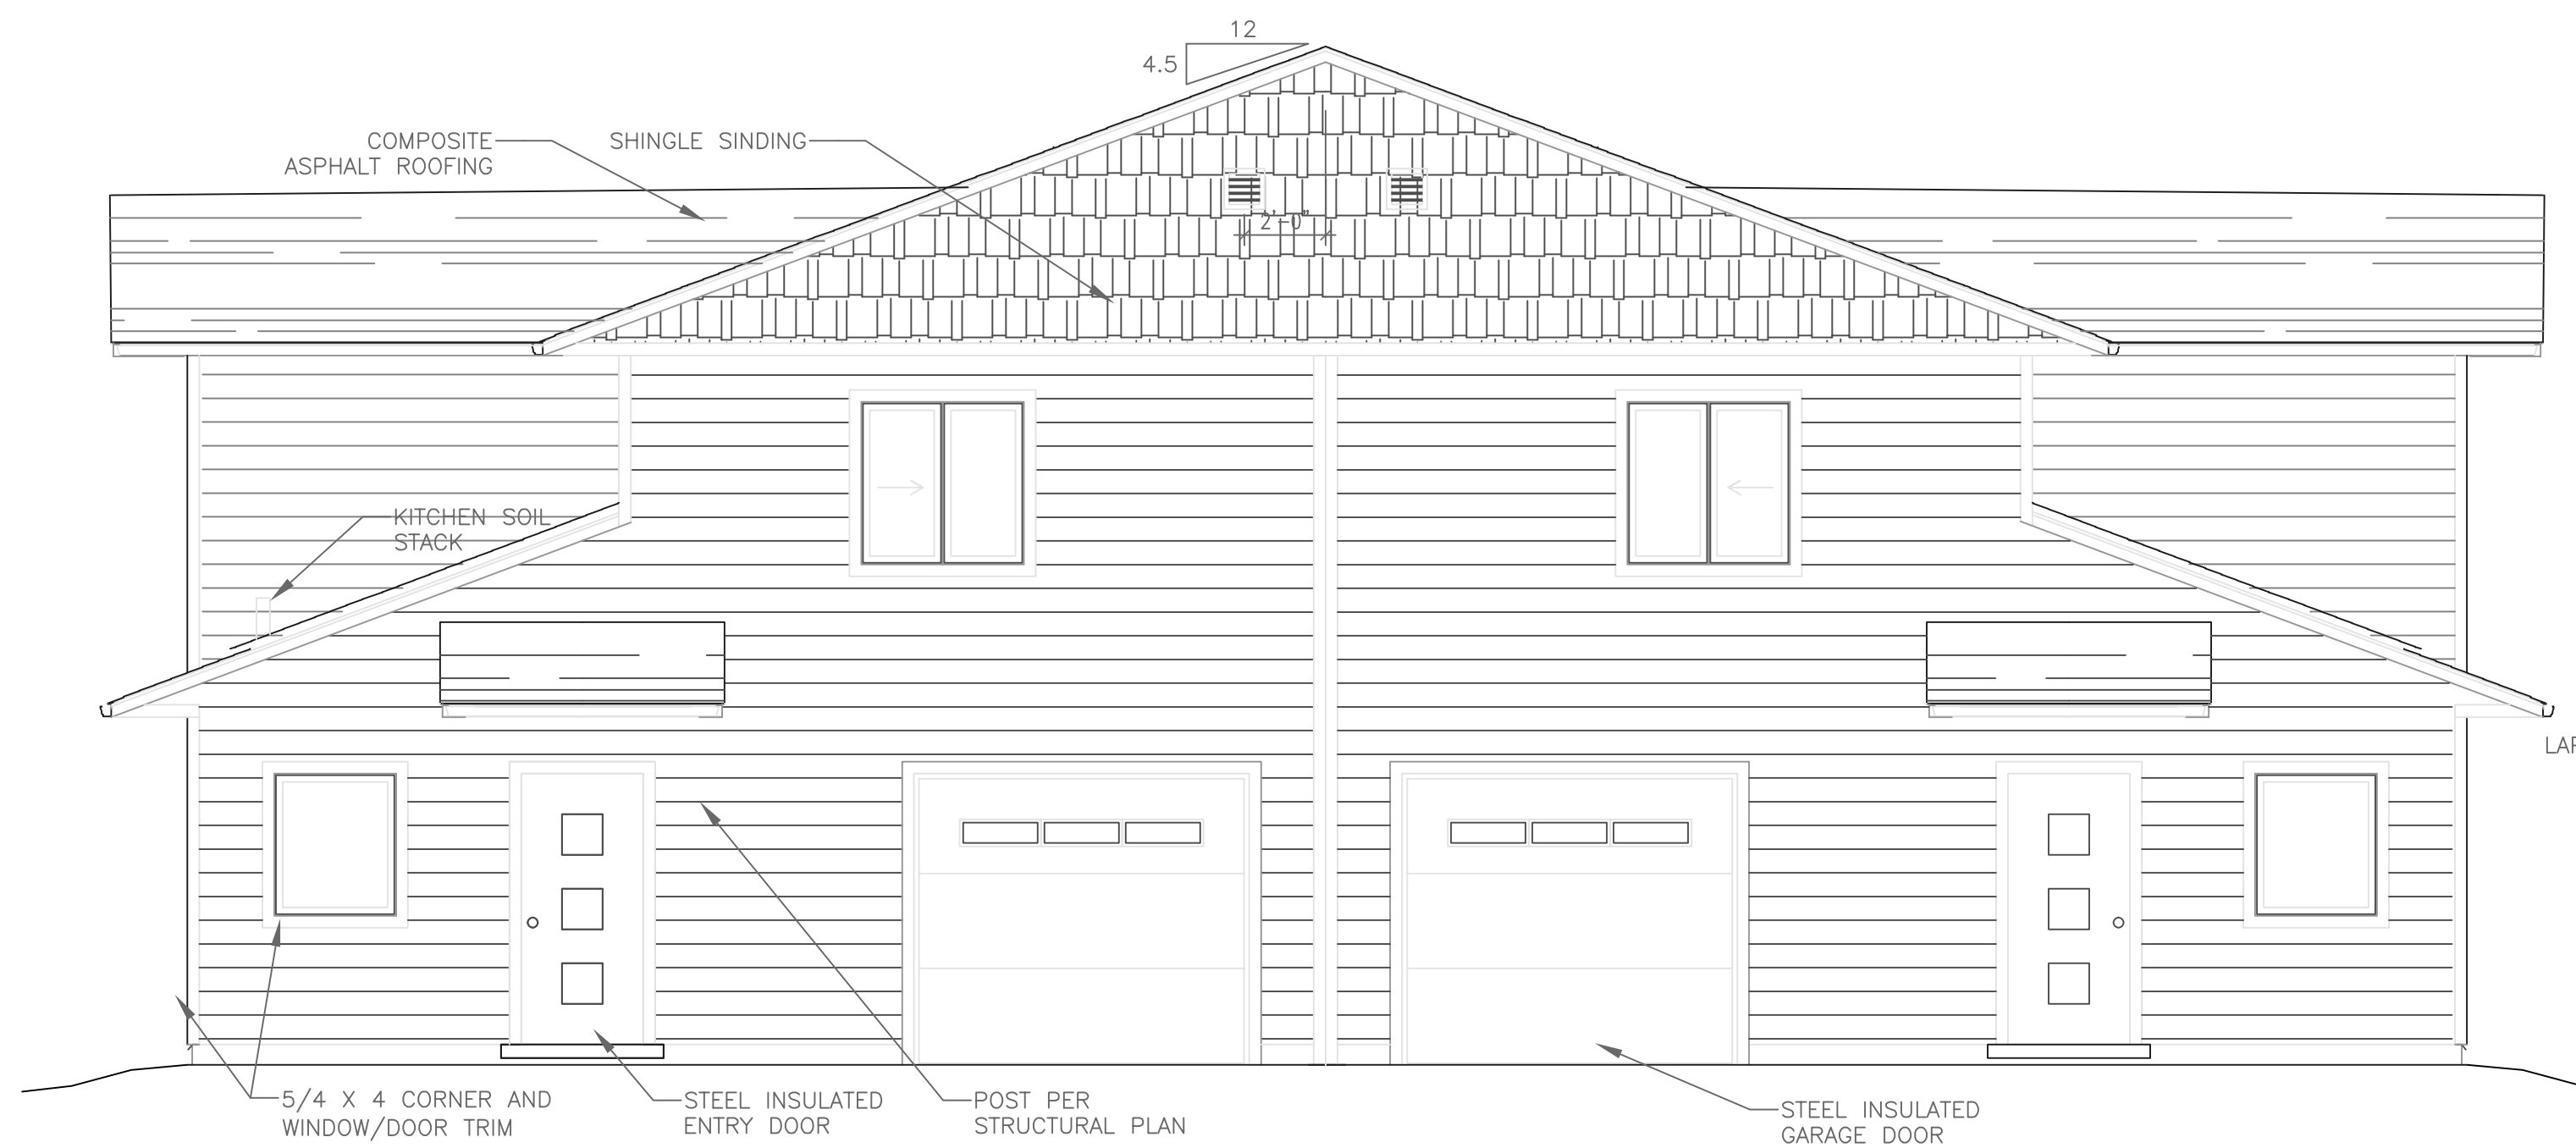 12
4.5
COMPOSITE
ASPHALT ROOFING
SHINGLE SINDING
2'-0"
KITCHEN SOIL
STACK
5/4 X 4 CORNER AND
WINDOW/DOOR TRIM
STEEL INSULATED
ENTRY DOOR
POST PER
STRUCTURAL PLAN
STEEL INSULATED
GARAGE DOOR